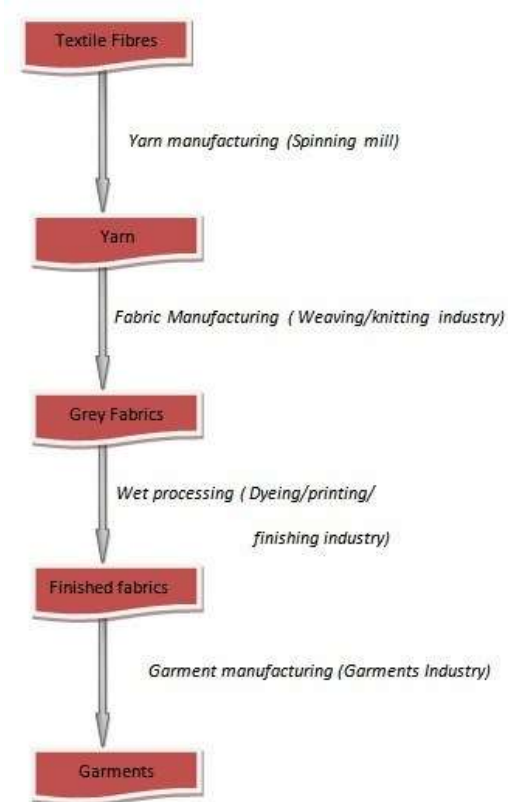 Textile Fibres
Yarn manufacturing (Spinning mill)
Yarn
Fabric Manufacturing ( Weaving/knitting industry)
Grey Fabrics
Wet processing ( Dyeing/printing/
finishing industry)
Finished fabrics
Garment manufacturing (Garments Industry)
Garments